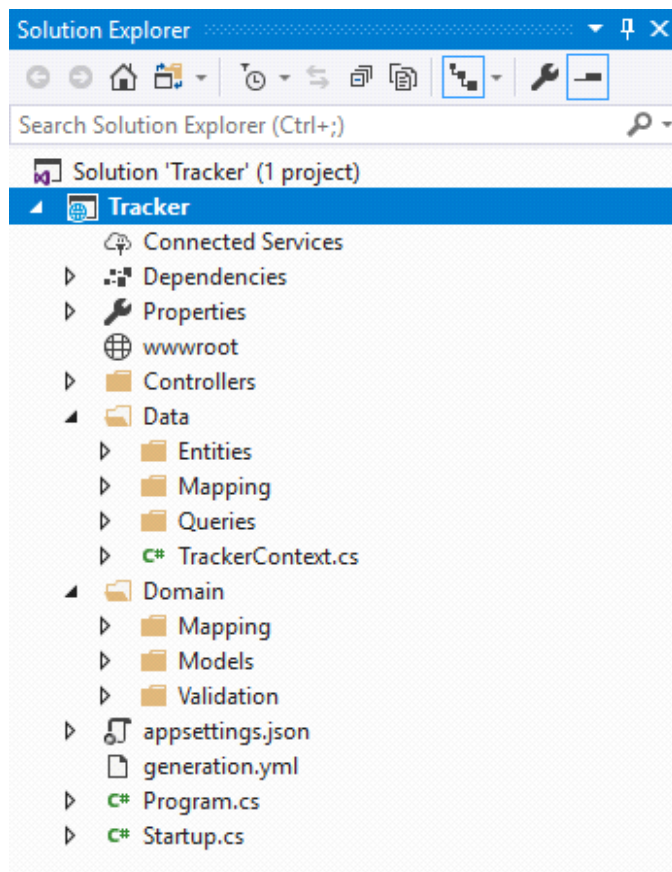 Solution Explorer
Search Solution Explorer (Ctrl+;)
Solution 'Tracker' (1 project)
Tracker
Connected Services
Dependencies
Properties
wwwroot
Controllers
Data
Entities
Mapping
Queries
C# TrackerContext.cs
Domain
Mapping
Models
Validation
appsettings.json
generation.yml
C# Program.cs
C# Startup.cs